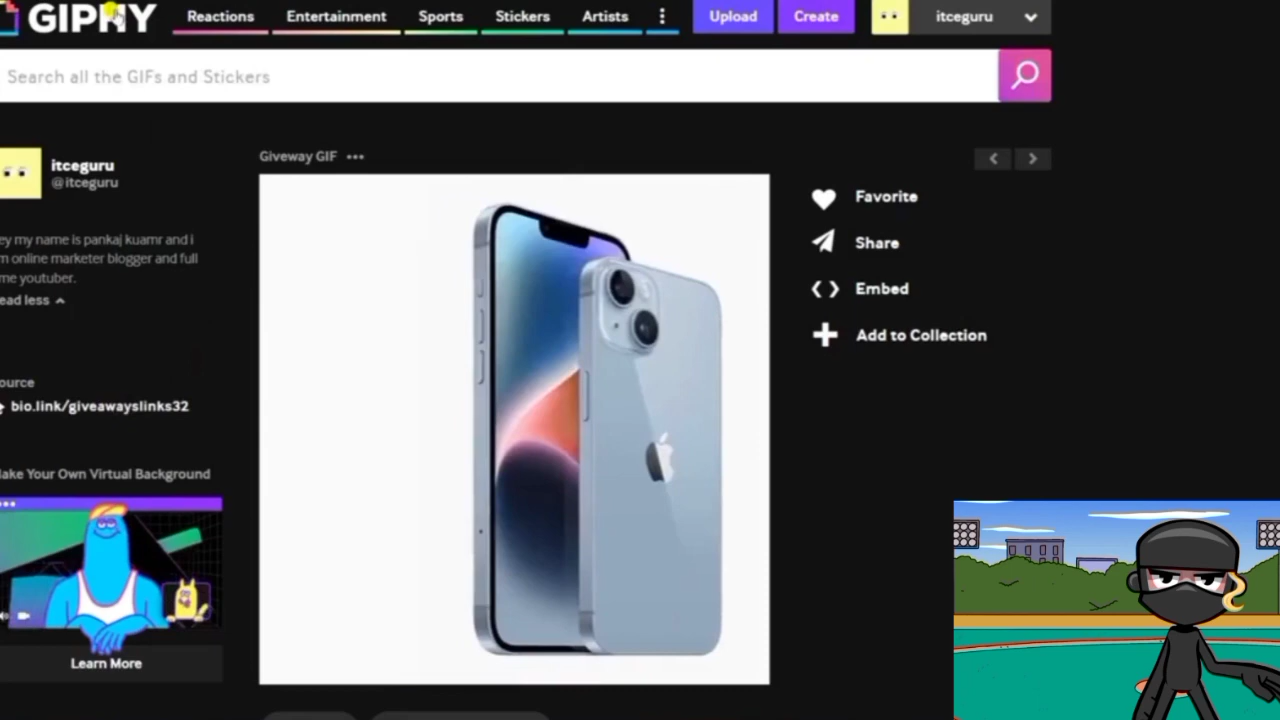 GIPHY Reactions Entertainment Sports Stickers Artists Upload Create itceguru
Search all the GIFs and Stickers
itceguru
@itceguru
Giveway GIF
ey my name is pankaj kuamr and i
m online marketer blogger and full
me youtuber.
ead less
ource
bio.link/giveawayslinks32
ake Your Own Virtual Background
Learn More
Favorite
Share
Embed
Add to Collection